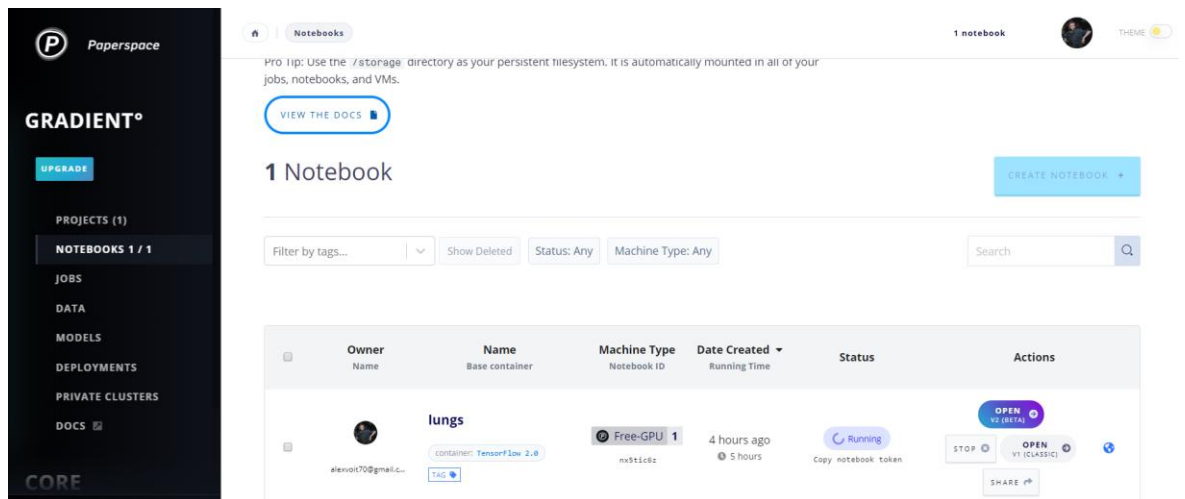 Paperspace
Notebooks
1 notebook
THEME
Pro Tip: Use the /storage directory as your persistent filesystem. It is automatically mounted in all of your
jobs, notebooks, and VMs.
VIEW THE DOCS
GRADIENT°
UPGRADE
1 Notebook
CREATE NOTEBOOK +
PROJECTS (1)
NOTEBOOKS 1 / 1
JOBS
DATA
MODELS
DEPLOYMENTS
PRIVATE CLUSTERS
DOCS
CORE
Filter by tags...
Show Deleted
Status: Any
Machine Type: Any
Search
Owner
Name
Name
Base container
Machine Type
Notebook ID
Date Created
Running Time
Status
Actions
alexvoit70@gmail.c...
lungs
container: TensorFlow 2.0
TAG
Free-GPU 1
nx5tic6z
4 hours ago
5 hours
Running
Copy notebook token
OPEN
V2 (BETA)
STOP
OPEN
V1 (CLASSIC)
SHARE